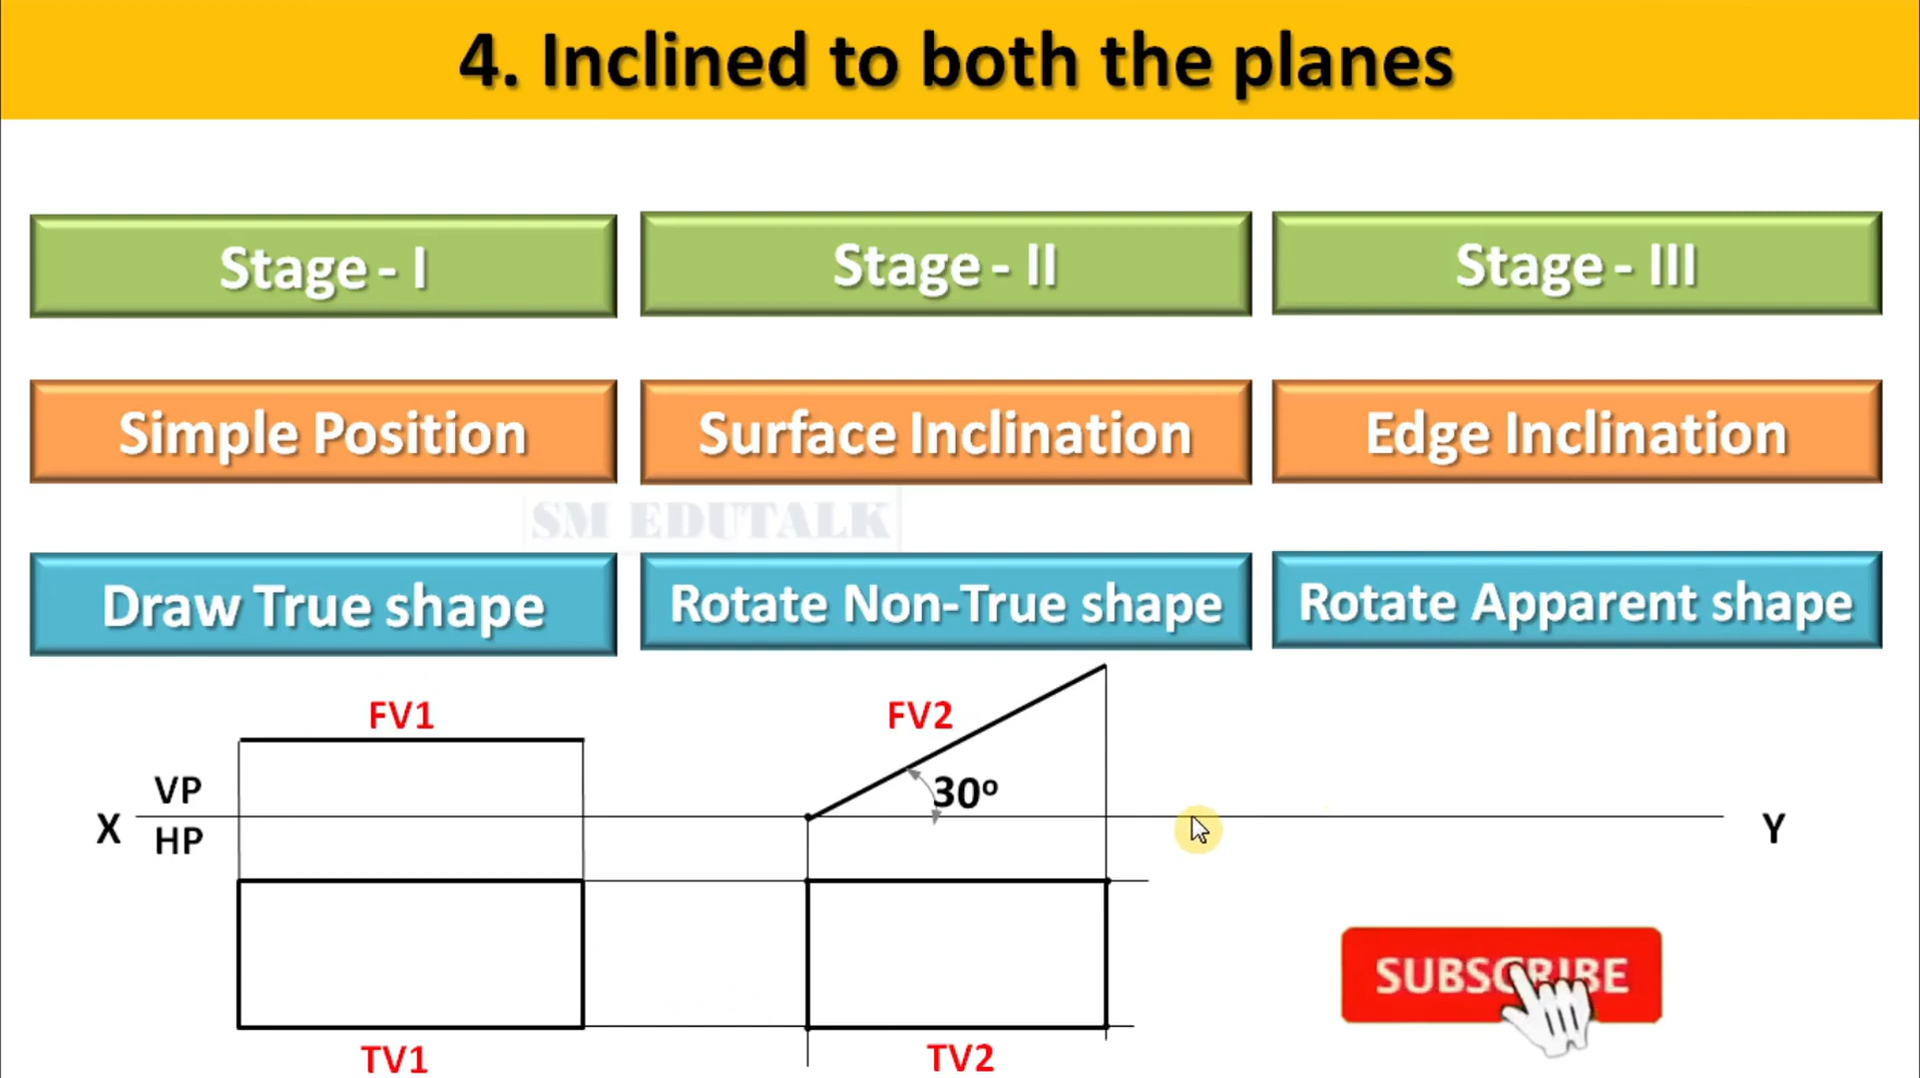 4. Inclined to both the planes
Stage - I
Stage - II
Stage - III
Simple Position
Surface Inclination
Edge Inclination
SM EDUTALK
Draw True shape
Rotate Non-True shape
Rotate Apparent shape
FV1
FV2
VP
30º
X
HP
Y
SUBSCRIBE
TV1
TV2